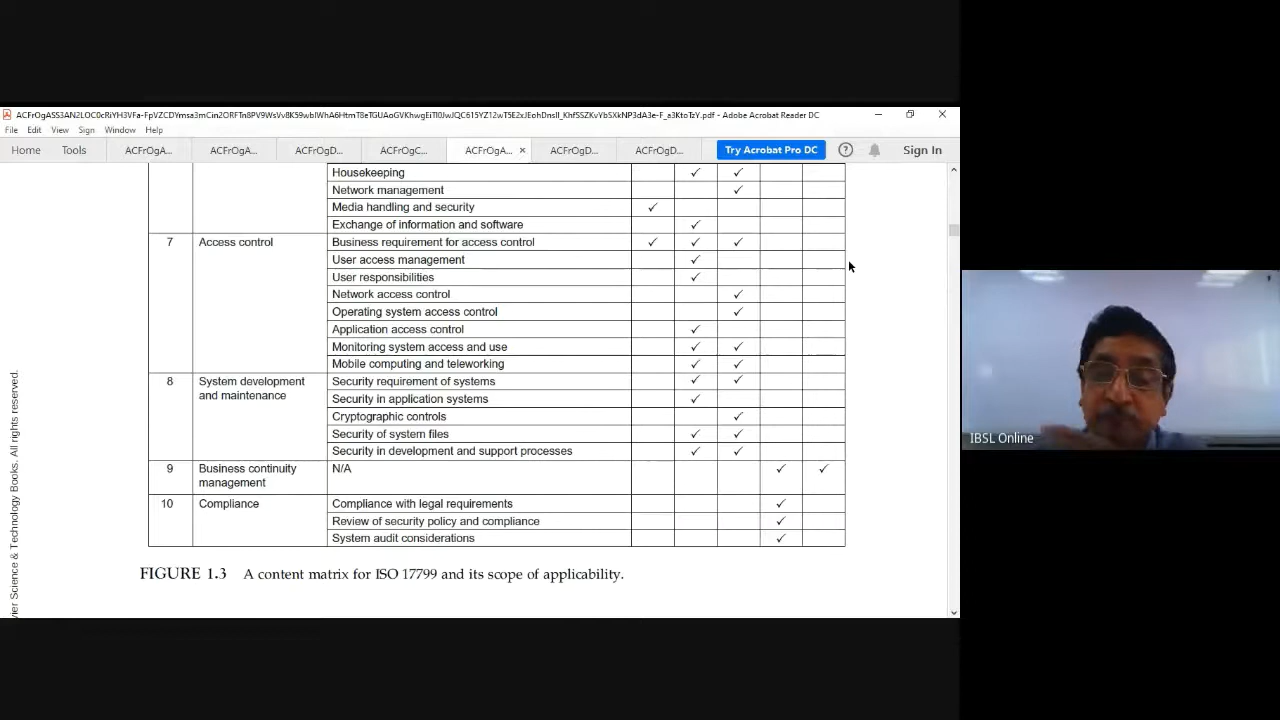 ACFrOgASS3AN2LOC0cRiYH3VFa-FpVZCDYmsa3mCin2ORFTn8PV9WsVv8K59wbIWhA6HtmT8eTGUAoGVKhwgEiTI0JwJQC615YZ12wT5E2xJEohDnsII_KhfSSZKvYb5XkNP3dA3e-F_a3KtoTzY.pdf - Adobe Acrobat Reader DC
File Edit View Sign Window Help
Home Tools ACFrOgA... ACFrOgA... ACFrOgD... ACFrOgC... ACFrOgA... × ACFrOgD... ACFrOgD... Try Acrobat Pro DC ? Sign In
Housekeeping ✓ ✓
Network management ✓
Media handling and security ✓
Exchange of information and software ✓
7 Access control Business requirement for access control ✓ ✓ ✓
User access management ✓
User responsibilities ✓
Network access control ✓
Operating system access control ✓
Application access control ✓
Monitoring system access and use ✓ ✓
Mobile computing and teleworking ✓ ✓
8 System development Security requirement of systems ✓ ✓
and maintenance Security in application systems ✓
Cryptographic controls ✓
Security of system files ✓ ✓
Security in development and support processes ✓ ✓
9 Business continuity N/A ✓ ✓
management
10 Compliance Compliance with legal requirements ✓
Review of security policy and compliance ✓
System audit considerations ✓
FIGURE 1.3 A content matrix for ISO 17799 and its scope of applicability.
Science & Technology Books. All rights reserved.
IBSL Online